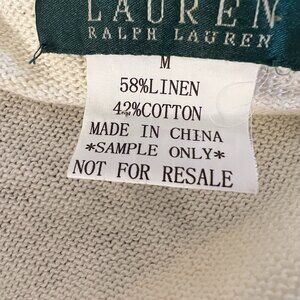 LAUREN
RALPH LAUREN
M
58%LINEN
42%COTTON
MADE IN CHINA
*SAMPLE ONLY*
NOT FOR RESALE